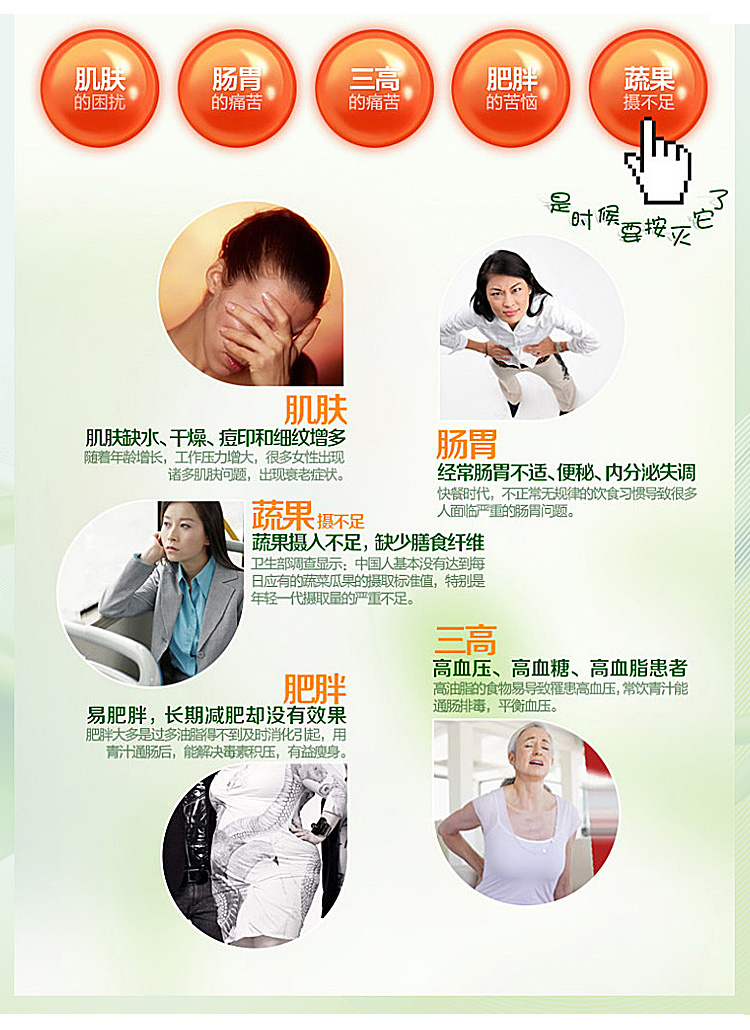 肌肤
的困扰
肠胃
的痛苦
三高
的痛苦
肥胖
的苦恼
蔬果
摄不足
是时候要按灭它了
肌肤
肌肤缺水、干燥、痘印和细纹增多
随着年龄增长，工作压力增大，很多女性出现
诸多肌肤问题，出现衰老症状。
肠胃
经常肠胃不适、便秘、内分泌失调
快餐时代，不正常无规律的饮食习惯导致很多
人面临严重的肠胃问题。
蔬果 摄不足
蔬果摄入不足，缺少膳食纤维
卫生部调查显示：中国人基本没有达到每
日应有的蔬菜瓜果的摄取标准值，特别是
年轻一代摄取量的严重不足。
三高
高血压、高血糖、高血脂患者
高油脂的食物易导致罹患高血压，常饮青汁能
通肠排毒，平衡血压。
肥胖
易肥胖，长期减肥却没有效果
肥胖大多是过多油脂得不到及时消化引起，用
青汁通肠后，能解决毒素积压，有益瘦身。